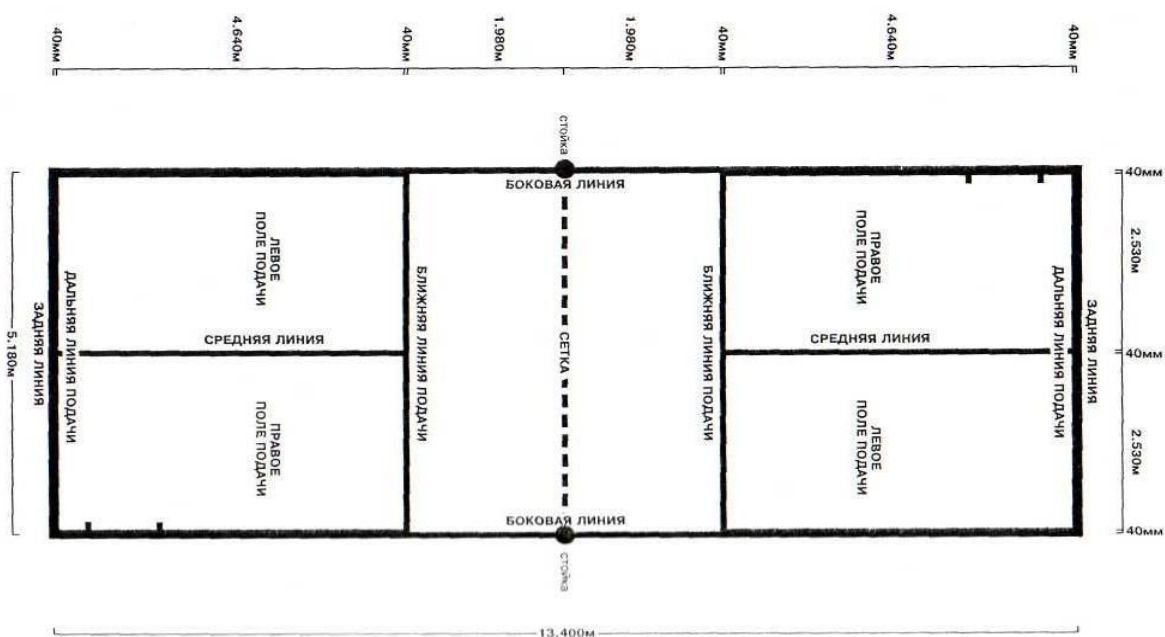 40мм
4.640м
40мм
1.980м
1.980м
40мм
4.640м
40мм
стойка
БОКОВАЯ ЛИНИЯ
40мм
2.530м
40мм
2.530м
40мм
5.180м
ЗАДНЯЯ ЛИНИЯ
ДАЛЬНЯЯ ЛИНИЯ ПОДАЧИ
ЛЕВОЕ
ПОЛЕ ПОДАЧИ
СРЕДНЯЯ ЛИНИЯ
ПРАВОЕ
ПОЛЕ ПОДАЧИ
БЛИЖНЯЯ ЛИНИЯ ПОДАЧИ
СЕТКА
БЛИЖНЯЯ ЛИНИЯ ПОДАЧИ
ПРАВОЕ
ПОЛЕ ПОДАЧИ
СРЕДНЯЯ ЛИНИЯ
ЛЕВОЕ
ПОЛЕ ПОДАЧИ
ДАЛЬНЯЯ ЛИНИЯ ПОДАЧИ
ЗАДНЯЯ ЛИНИЯ
БОКОВАЯ ЛИНИЯ
стойка
13.400м